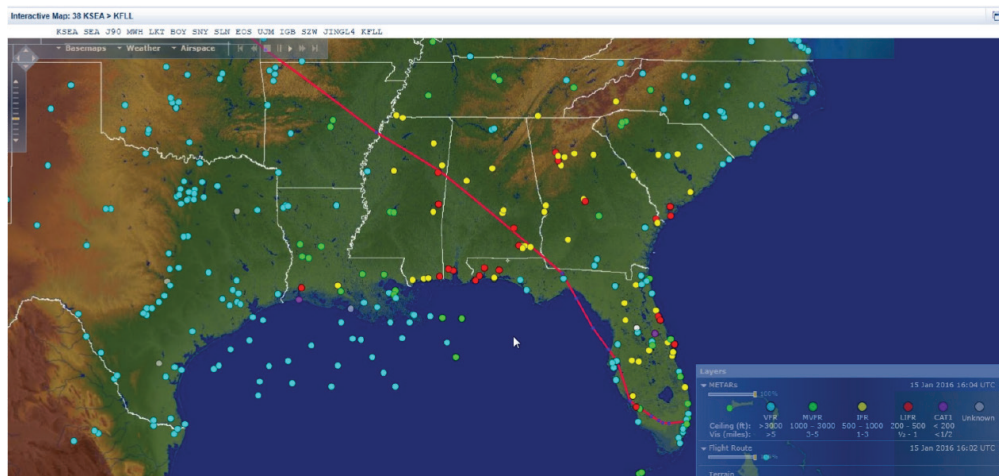 Interactive Map: 38 KSEA > KFLL
KSEA SEA J90 MWH LKT BOY SNY SLN EOS UJM IGB SZW JINGL4 KFLL
Basemaps Weather Airspace
Layers
METARs 15 Jan 2016 16:04 UTC
100%
VFR MVFR IFR LIFR CAT1 Unknown
Ceiling (ft): >3000 1000 - 3000 500 - 1000 200 - 500 < 200
Vis (miles): >5 3-5 1-3 ½ - 1 <1/2
Flight Route 15 Jan 2016 16:02 UTC
Terrain